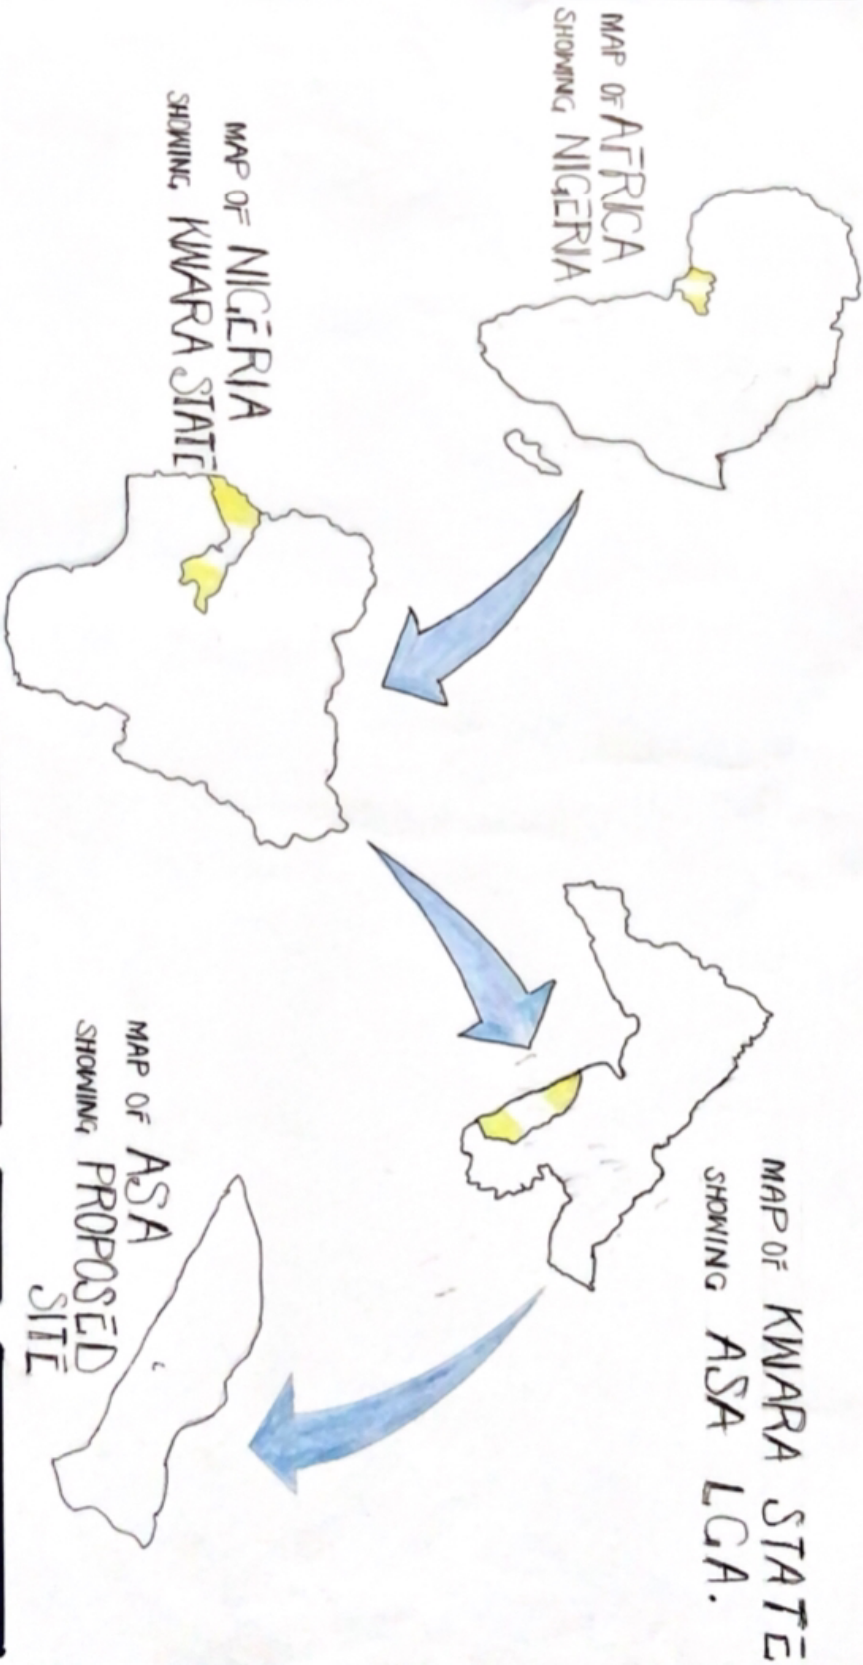 MAP OF AFRICA
SHOWING NIGERIA
MAP OF NIGERIA
SHOWING KWARA STATE
MAP OF KWARA STATE
SHOWING ASA LGA.
MAP OF ASA
SHOWING PROPOSED
SITE